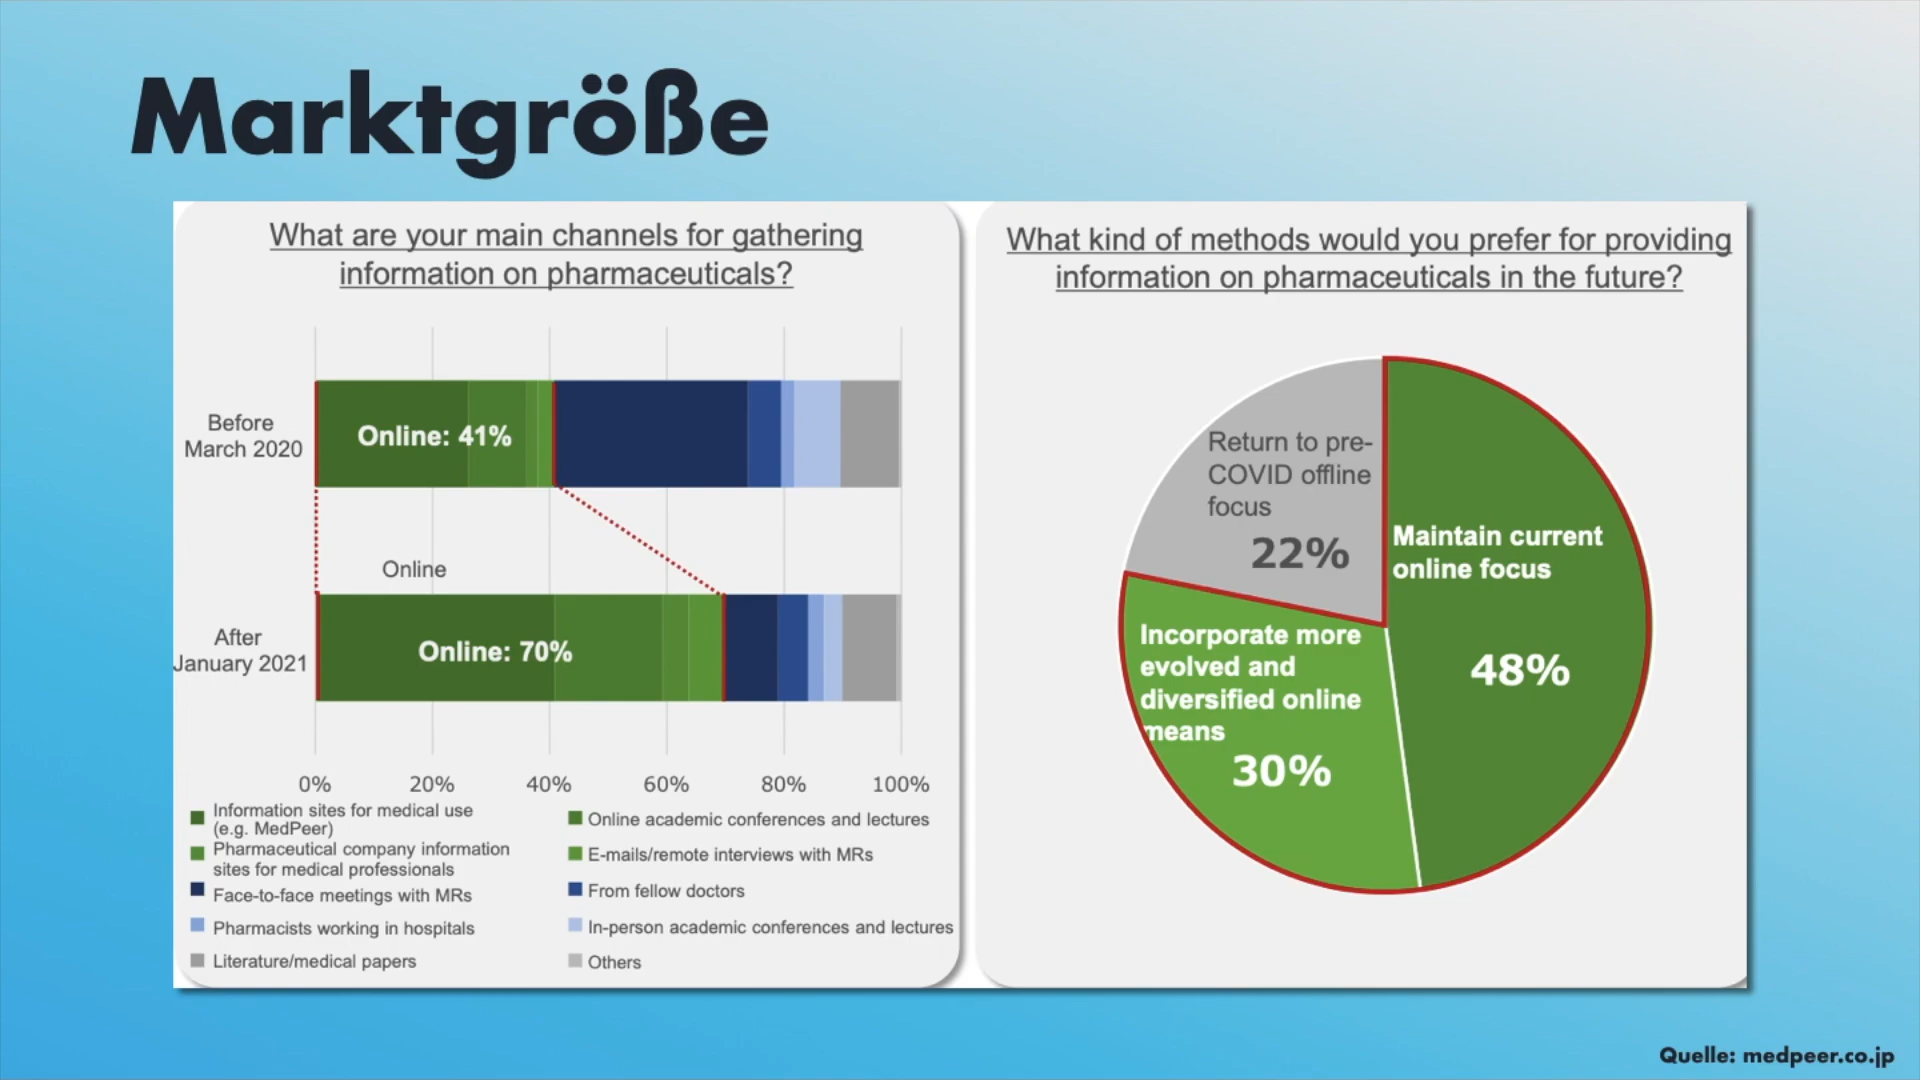 Marktgröße
What are your main channels for gathering
information on pharmaceuticals?
Before
March 2020
Online: 41%
Online
After
January 2021
Online: 70%
0%
20%
40%
60%
80%
100%
Information sites for medical use
(e.g. MedPeer)
Online academic conferences and lectures
Pharmaceutical company information
sites for medical professionals
E-mails/remote interviews with MRs
Face-to-face meetings with MRs
From fellow doctors
Pharmacists working in hospitals
In-person academic conferences and lectures
Literature/medical papers
Others
What kind of methods would you prefer for providing
information on pharmaceuticals in the future?
Return to pre-
COVID offline
focus
22%
Maintain current
online focus
48%
Incorporate more
evolved and
diversified online
means
30%
Quelle: medpeer.co.jp